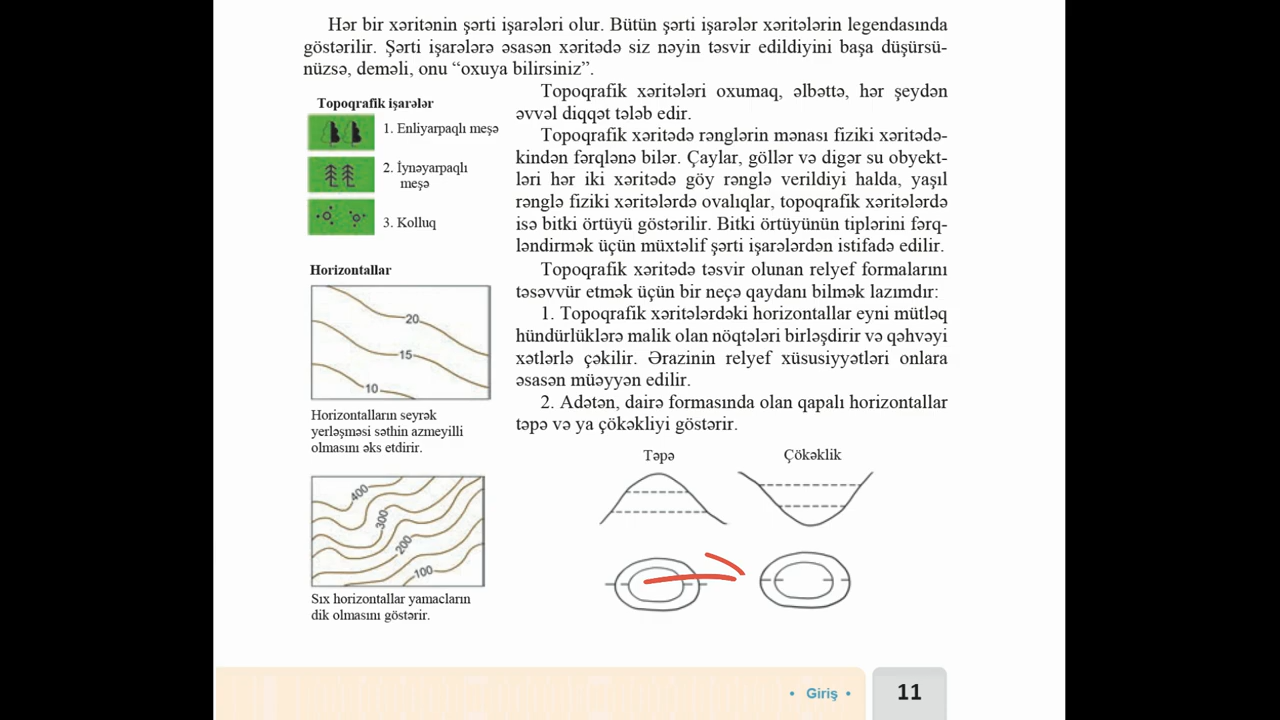 Hər bir xəritənin şərti işarələri olur. Bütün şərti işarələr xəritələrin legendasında
göstərilir. Şərti işarələrə əsasən xəritədə siz nəyin təsvir edildiyini başa düşürsü-
nüzsə, deməli, onu “oxuya bilirsiniz”.
Topoqrafik işarələr
1. Enliyarpaqlı meşə
2. İynəyarpaqlı
meşə
3. Kolluq
Horizontallar
20
15
10
Horizontalların seyrək
yerləşməsi səthin azmeyilli
olmasını əks etdirir.
400
300
200
100
Sıx horizontallar yamacların
dik olmasını göstərir.
Topoqrafik xəritələri oxumaq, əlbəttə, hər şeydən
əvvəl diqqət tələb edir.
Topoqrafik xəritədə rənglərin mənası fiziki xəritədə-
kindən fərqlənə bilər. Çaylar, göllər və digər su obyekt-
ləri hər iki xəritədə göy rənglə verildiyi halda, yaşıl
rənglə fiziki xəritələrdə ovalıqlar, topoqrafik xəritələrdə
isə bitki örtüyü göstərilir. Bitki örtüyünün tiplərini fərq-
ləndirmək üçün müxtəlif şərti işarələrdən istifadə edilir.
Topoqrafik xəritədə təsvir olunan relyef formalarını
təsəvvür etmək üçün bir neçə qaydanı bilmək lazımdır:
1. Topoqrafik xəritələrdəki horizontallar eyni mütləq
hündürlüklərə malik olan nöqtələri birləşdirir və qəhvəyi
xətlərlə çəkilir. Ərazinin relyef xüsusiyyətləri onlara
əsasən müəyyən edilir.
2. Adətən, dairə formasında olan qapalı horizontallar
təpə və ya çökəkliyi göstərir.
Təpə
Çökəklik
• Giriş •
11